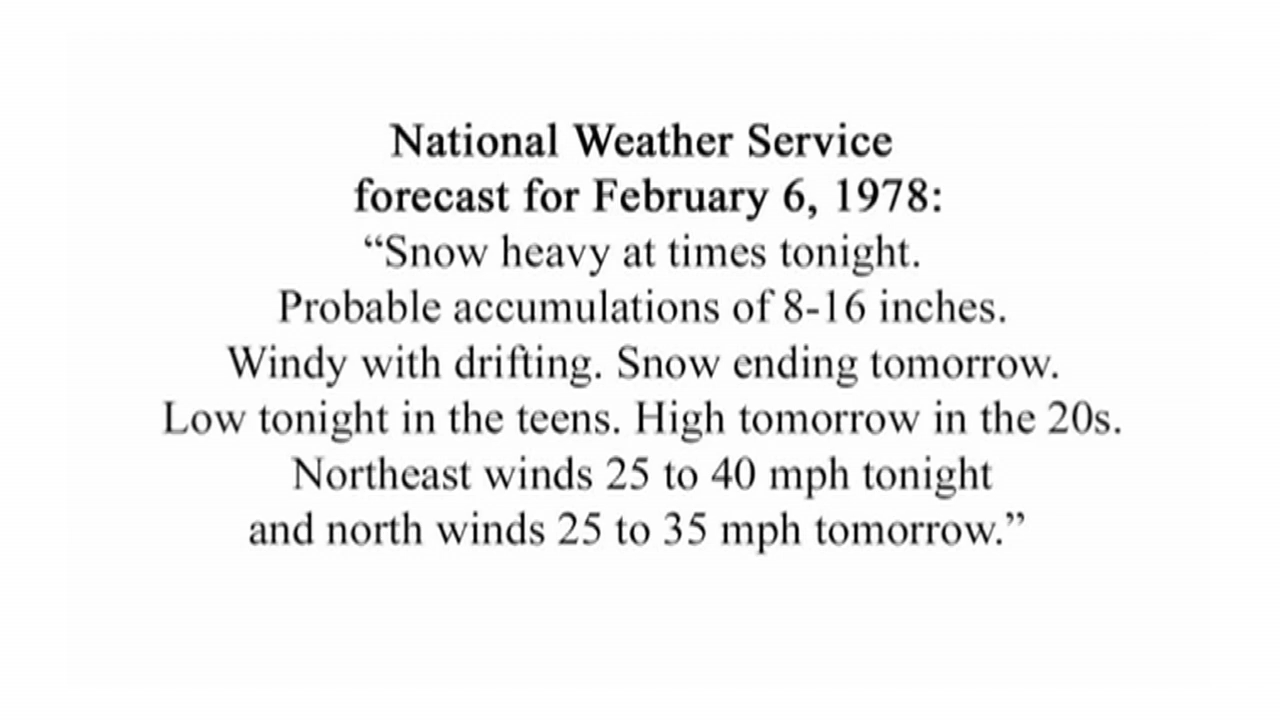 National Weather Service
forecast for February 6, 1978:
“Snow heavy at times tonight.
Probable accumulations of 8-16 inches.
Windy with drifting. Snow ending tomorrow.
Low tonight in the teens. High tomorrow in the 20s.
Northeast winds 25 to 40 mph tonight
and north winds 25 to 35 mph tomorrow.”